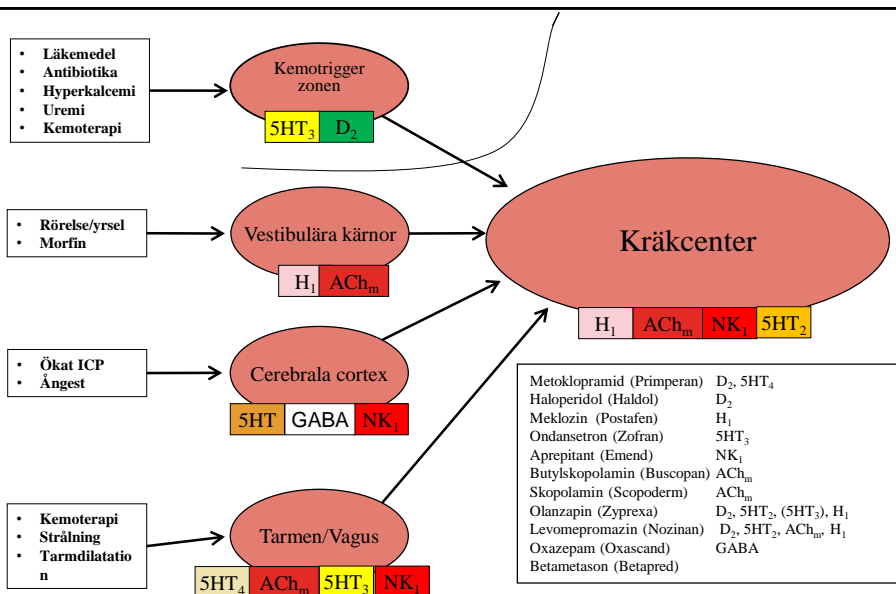 • Läkemedel
• Antibiotika
• Hyperkalcemi
• Uremi
• Kemoterapi
Kemotrigger
zonen
5HT₃ D₂
• Rörelse/yrsel
• Morfin
Vestibulära kärnor
H₁ AChₘ
Kräkcenter
H₁ AChₘ NK₁ 5HT₂
• Ökat ICP
• Ångest
Cerebrala cortex
5HT GABA NK₁
• Kemoterapi
• Strålning
• Tarmdilatatio
n
Tarmen/Vagus
5HT₄ AChₘ 5HT₃ NK₁
Metoklopramid (Primperan) D₂, 5HT₄
Haloperidol (Haldol) D₂
Meklozin (Postafen) H₁
Ondansetron (Zofran) 5HT₃
Aprepitant (Emend) NK₁
Butylskopolamin (Buscopan) AChₘ
Skopolamin (Scopoderm) AChₘ
Olanzapin (Zyprexa) D₂, 5HT₂, (5HT₃), H₁
Levomepromazin (Nozinan) D₂, 5HT₂, AChₘ, H₁
Oxazepam (Oxascand) GABA
Betametason (Betapred)